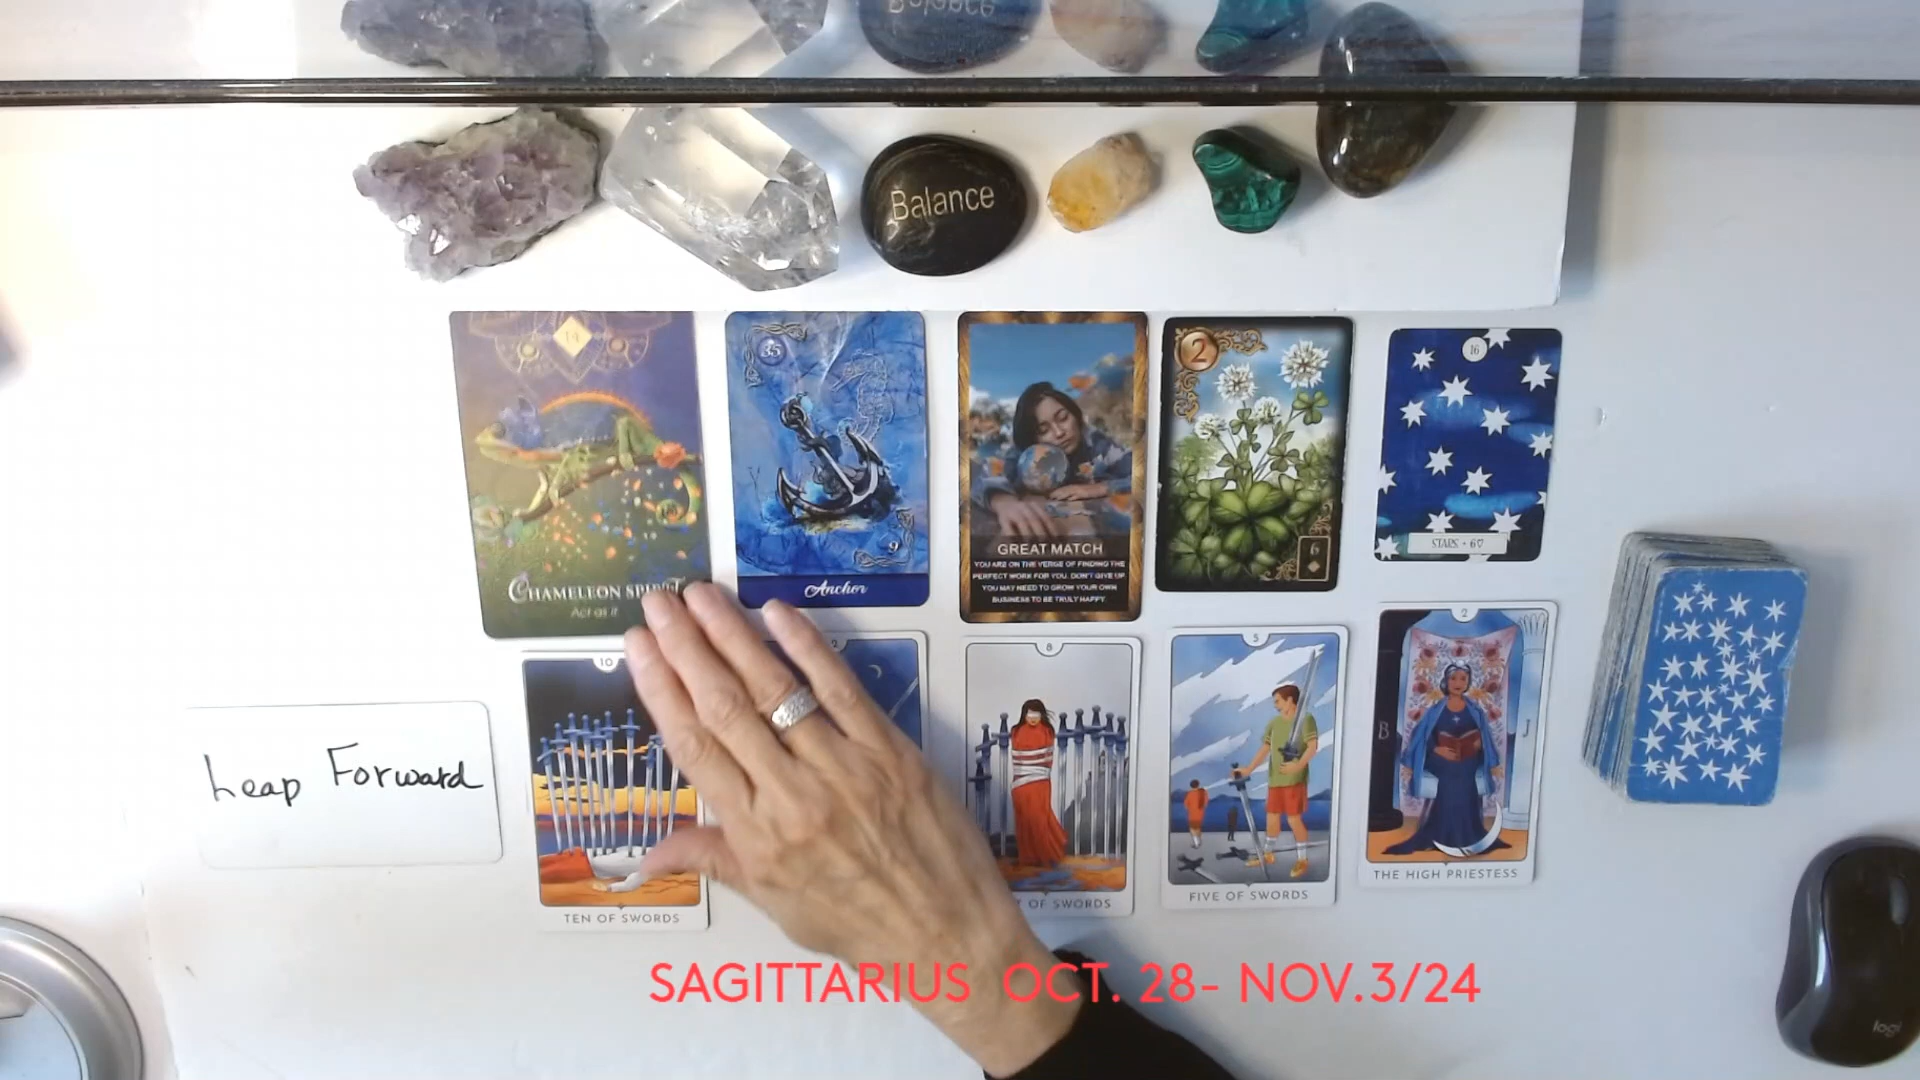 Balance
Balance
19
35
9
Anchor
CHAMELEON SPIRIT
Act as if
GREAT MATCH
YOU ARE ON THE VERGE OF FINDING THE
PERFECT WORK FOR YOU. DON'T GIVE UP.
YOU MAY NEED TO GROW YOUR OWN
BUSINESS TO BE TRULY HAPPY.
2
6
16
STARS • 6♡
Leap Forward
10
TEN OF SWORDS
2
8
OF SWORDS
5
FIVE OF SWORDS
2
B
J
THE HIGH PRIESTESS
SAGITTARIUS OCT. 28- NOV.3/24
logi